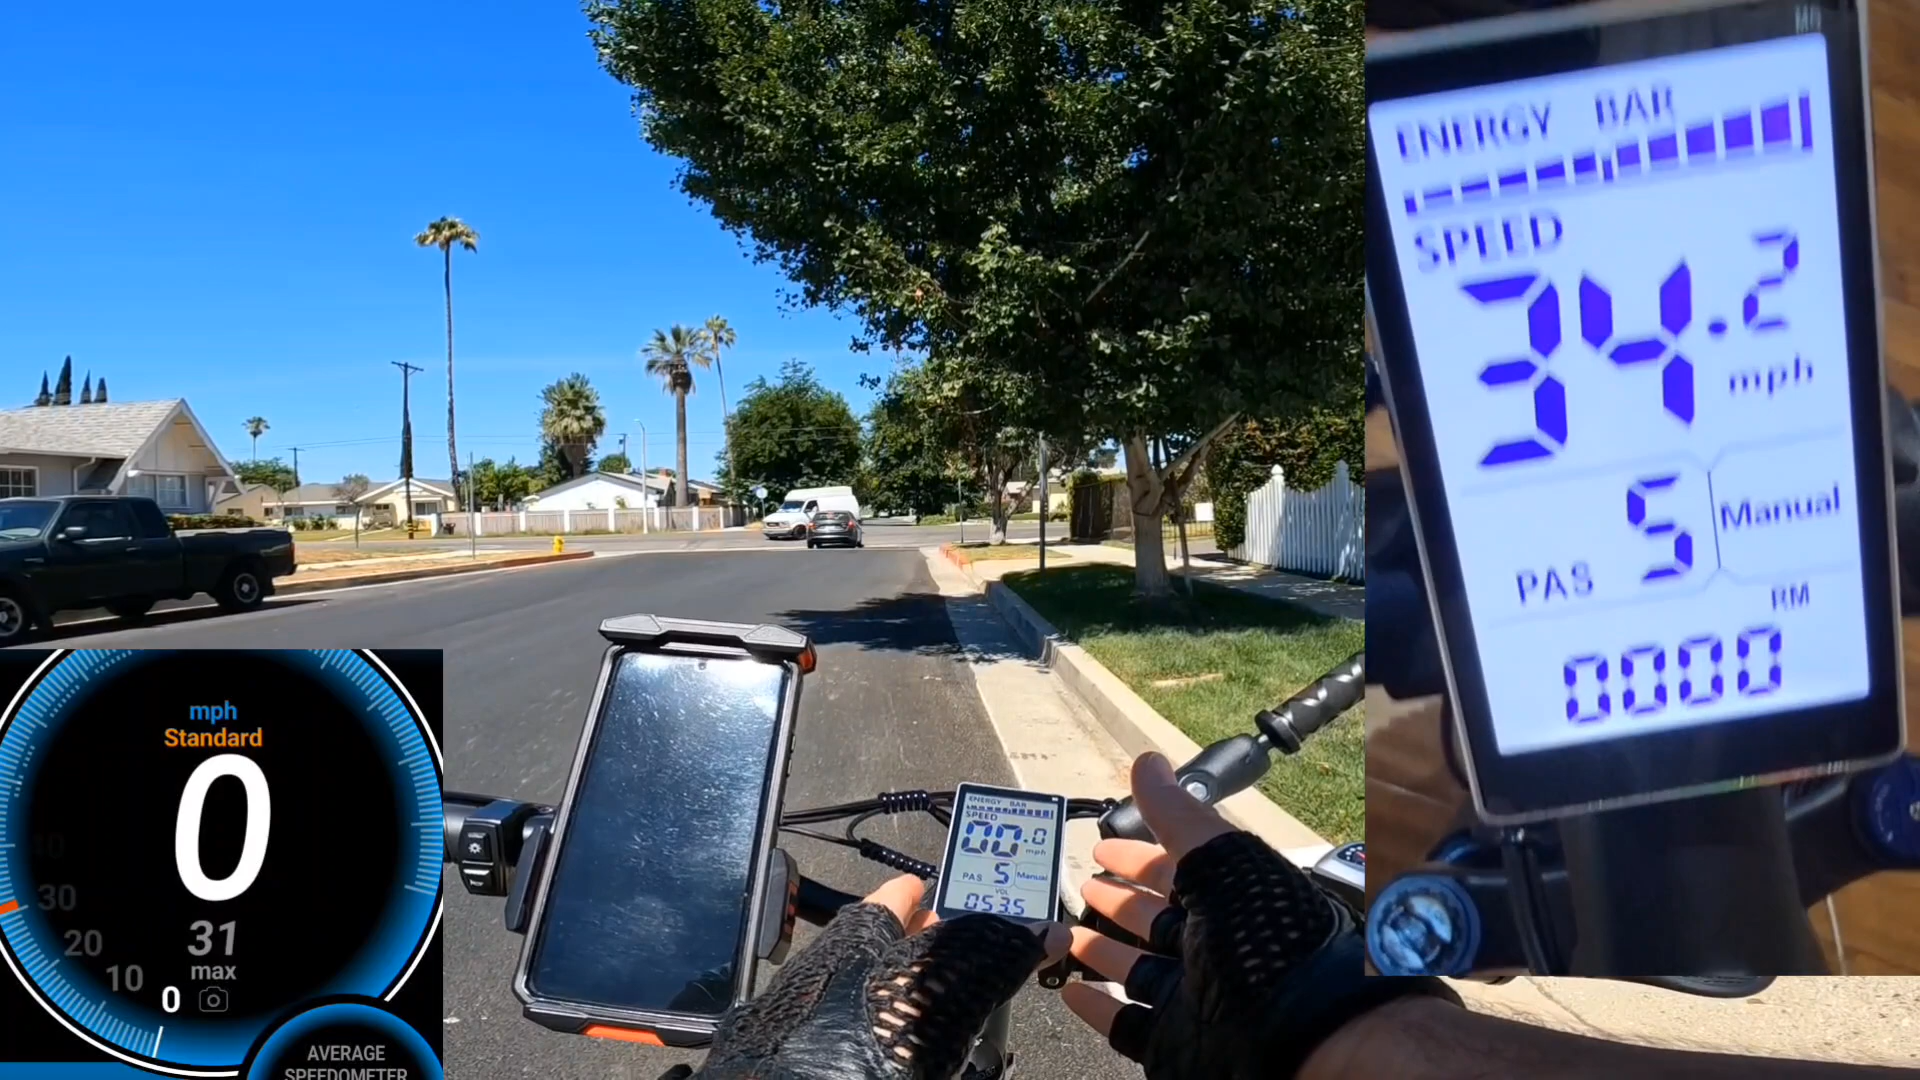 ENERGY BAR
SPEED
34.2
mph
PAS 5 Manual
RM
0000
mph
Standard
0
40
30
20
10
0
31
max
AVERAGE
SPEEDOMETER
ENERGY BAR
SPEED
00.0
mph
PAS 5 Manual
VOL
053.5